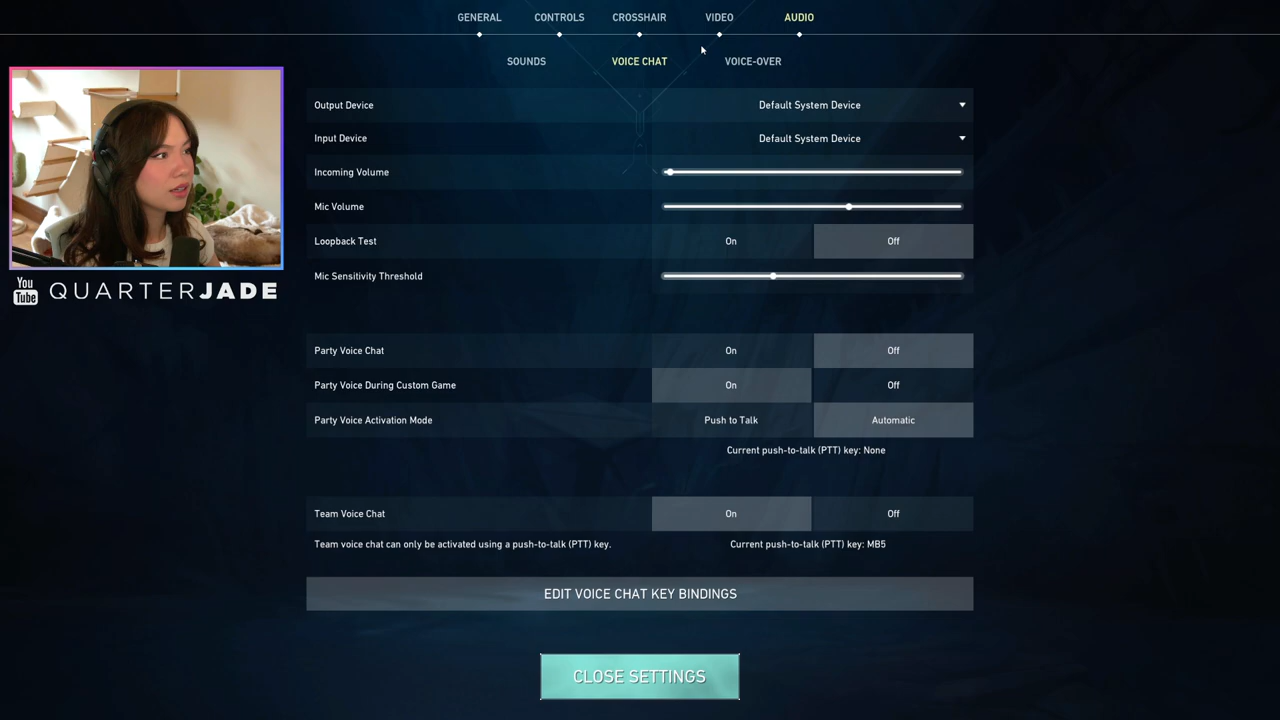 GENERAL CONTROLS CROSSHAIR VIDEO AUDIO
SOUNDS VOICE CHAT VOICE-OVER
Output Device Default System Device
Input Device Default System Device
Incoming Volume
Mic Volume
Loopback Test On Off
Mic Sensitivity Threshold
You Tube QUARTERJADE
Party Voice Chat On Off
Party Voice During Custom Game On Off
Party Voice Activation Mode Push to Talk Automatic
Current push-to-talk (PTT) key: None
Team Voice Chat On Off
Team voice chat can only be activated using a push-to-talk (PTT) key. Current push-to-talk (PTT) key: MB5
EDIT VOICE CHAT KEY BINDINGS
CLOSE SETTINGS